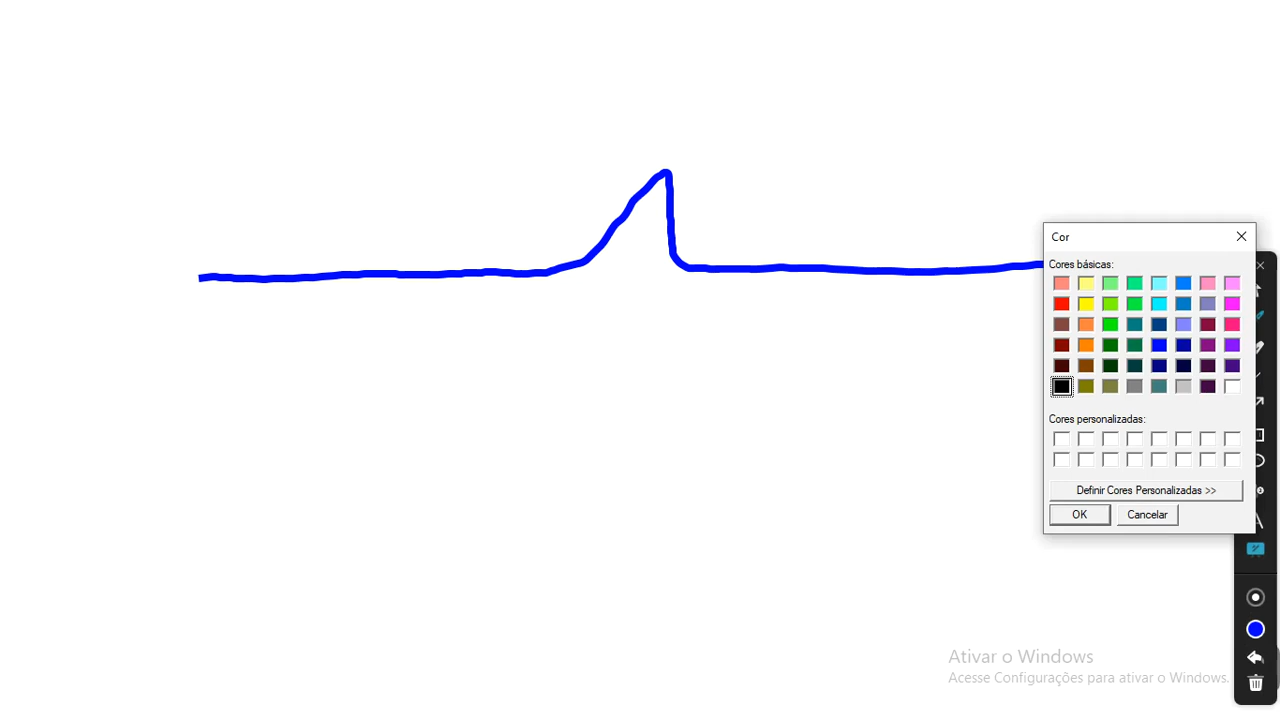 Cor
Cores básicas:
Cores personalizadas:
Definir Cores Personalizadas >>
OK
Cancelar
A
Ativar o Windows
Acesse Configurações para ativar o Windows.